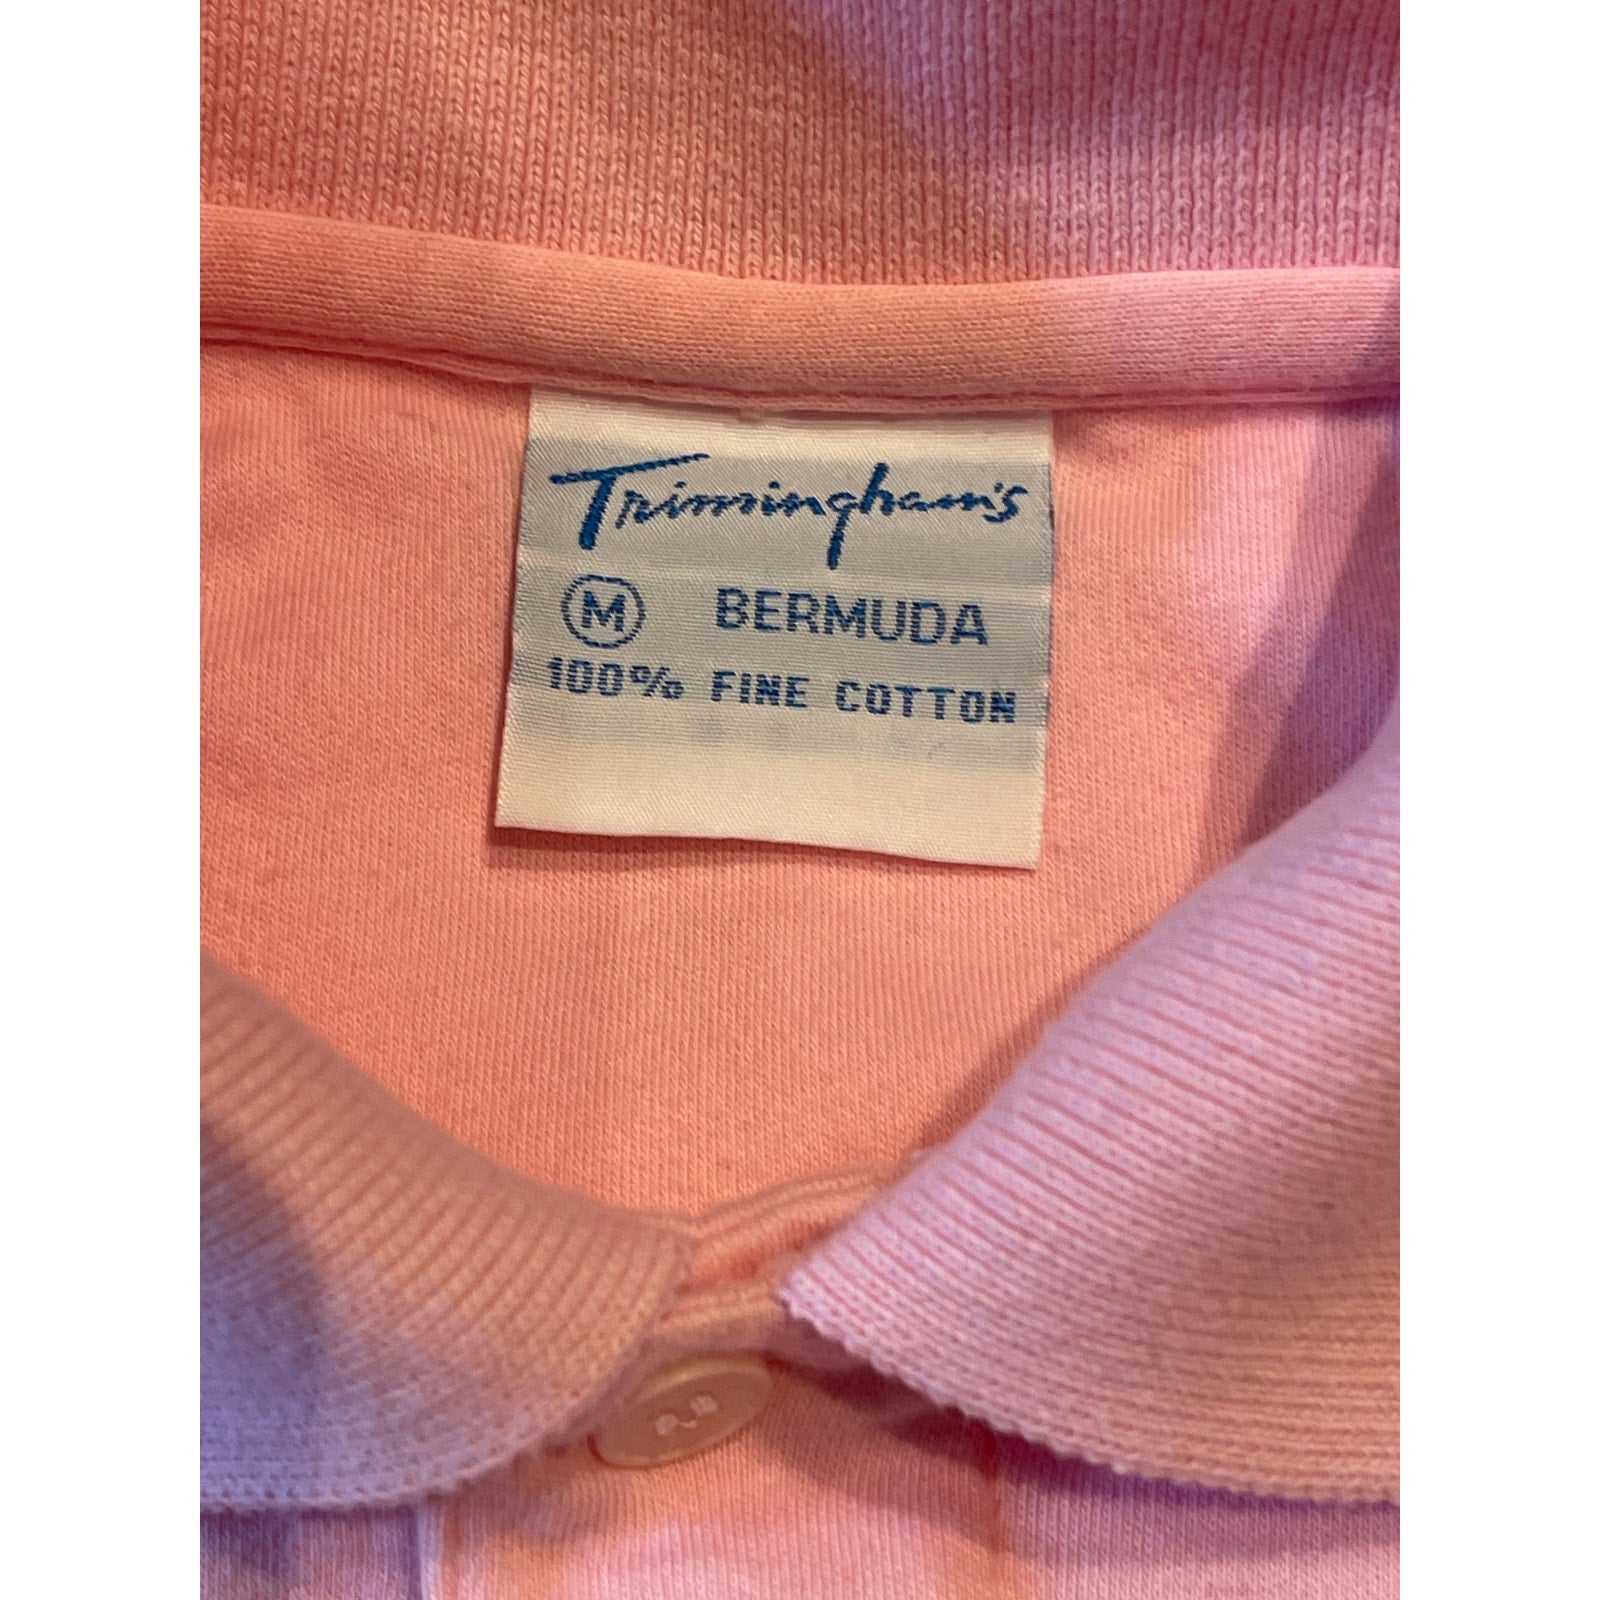 Trimingham's
M BERMUDA
100% FINE COTTON